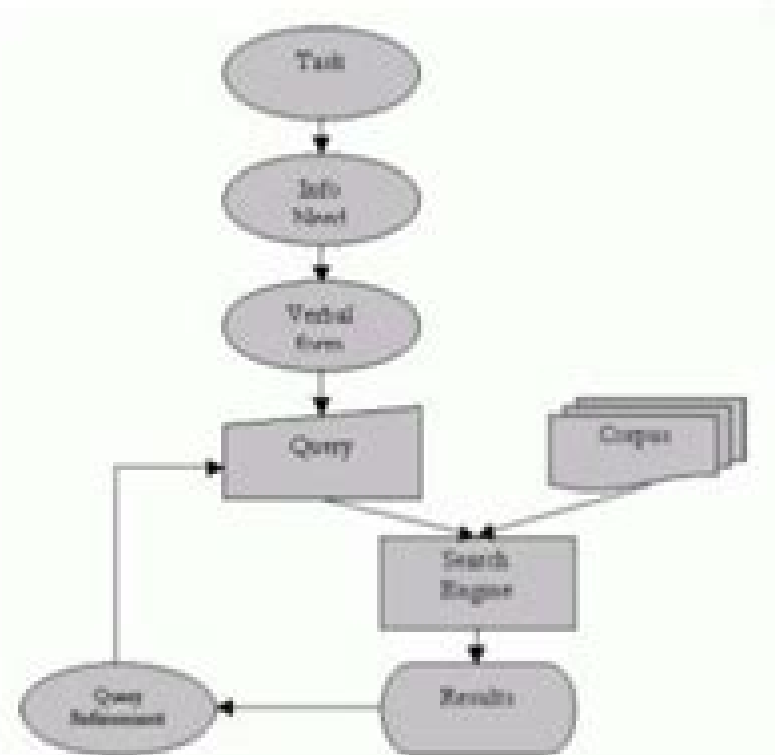 Task
Info
Need
Verbal
form
Query
Corpus
Search
Engine
Results
Query
Refinement